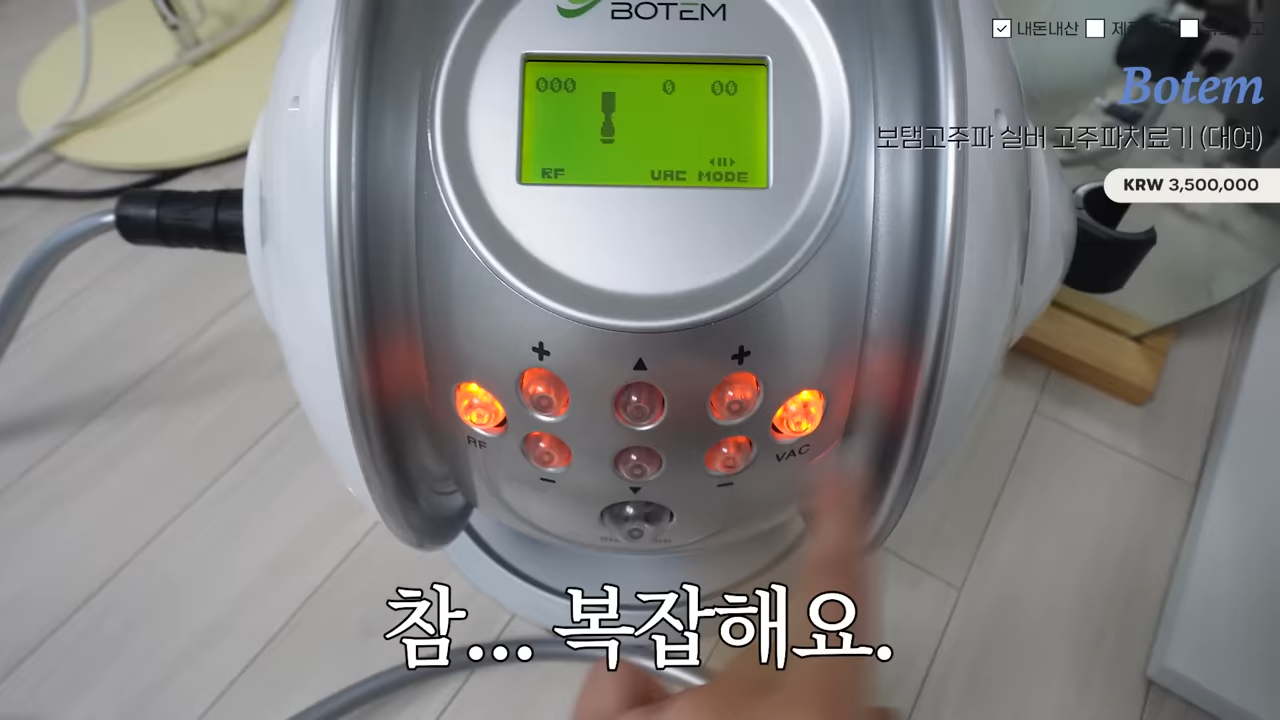 BOTEM
내돈내산
Botem
보탬고주파 실버 고주파치료기 (대여)
KRW 3,500,000
000 0 00
RF VAC MODE
+ +
RF VAC
- -
참... 복잡해요.